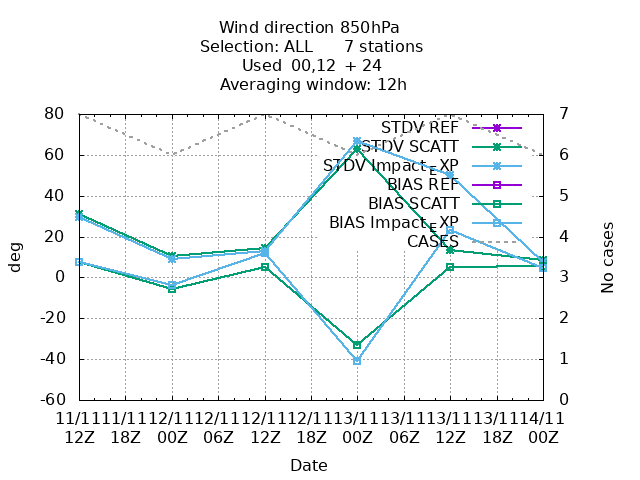 Wind direction 850hPa
Selection: ALL 7 stations
Used 00,12 + 24
Averaging window: 12h
80
60
40
20
0
-20
-40
-60
deg
7
6
5
4
3
2
1
0
No cases
STDV REF
STDV SCATT
STDV Impact_EXP
BIAS REF
BIAS SCATT
BIAS Impact_EXP
CASES
11/11 11/11 12/11 12/11 12/11 12/11 13/11 13/11 13/11 13/11 14/11
12Z 18Z 00Z 06Z 12Z 18Z 00Z 06Z 12Z 18Z 00Z
Date